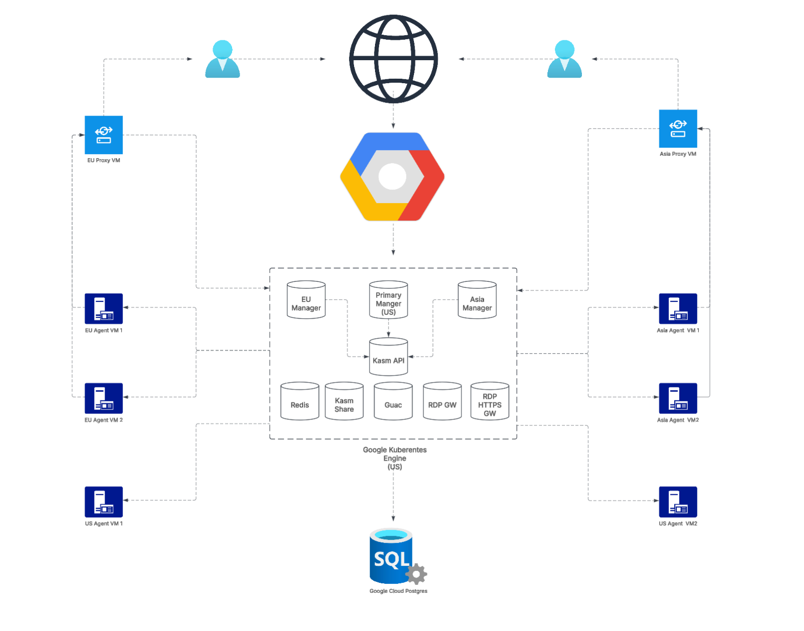 EU Proxy VM
Asia Proxy VM
EU
Manager
Primary
Manger
(US)
Asia
Manager
EU Agent VM 1
Asia Agent VM 1
Kasm API
Redis
Kasm
Share
Guac
RDP GW
RDP
HTTPS
GW
EU Agent VM 2
Asia Agent VM2
Google Kuberentes
Engine
(US)
US Agent VM 1
US Agent VM2
SQL
Google Cloud Postgres